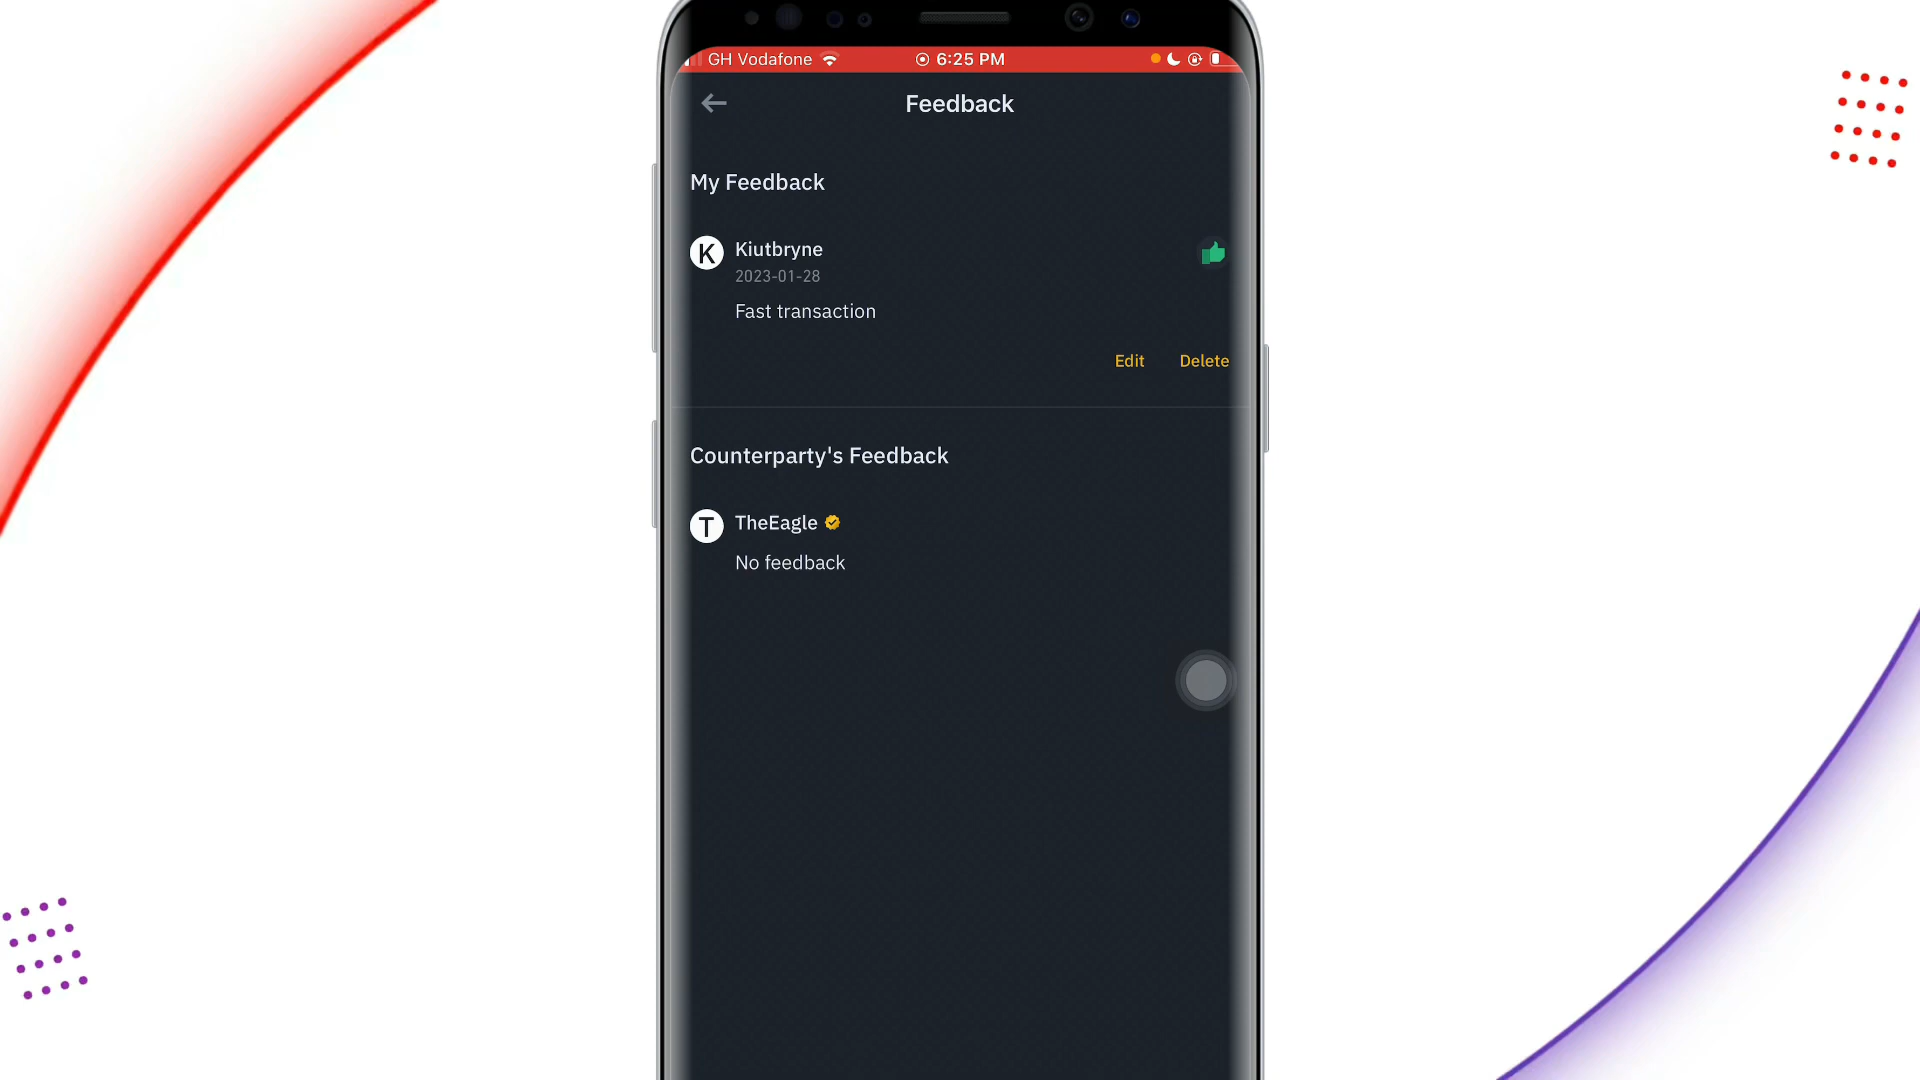 GH Vodafone
6:25 PM
Feedback
My Feedback
K
Kiutbryne
2023-01-28
Fast transaction
Edit Delete
Counterparty's Feedback
T
TheEagle
No feedback